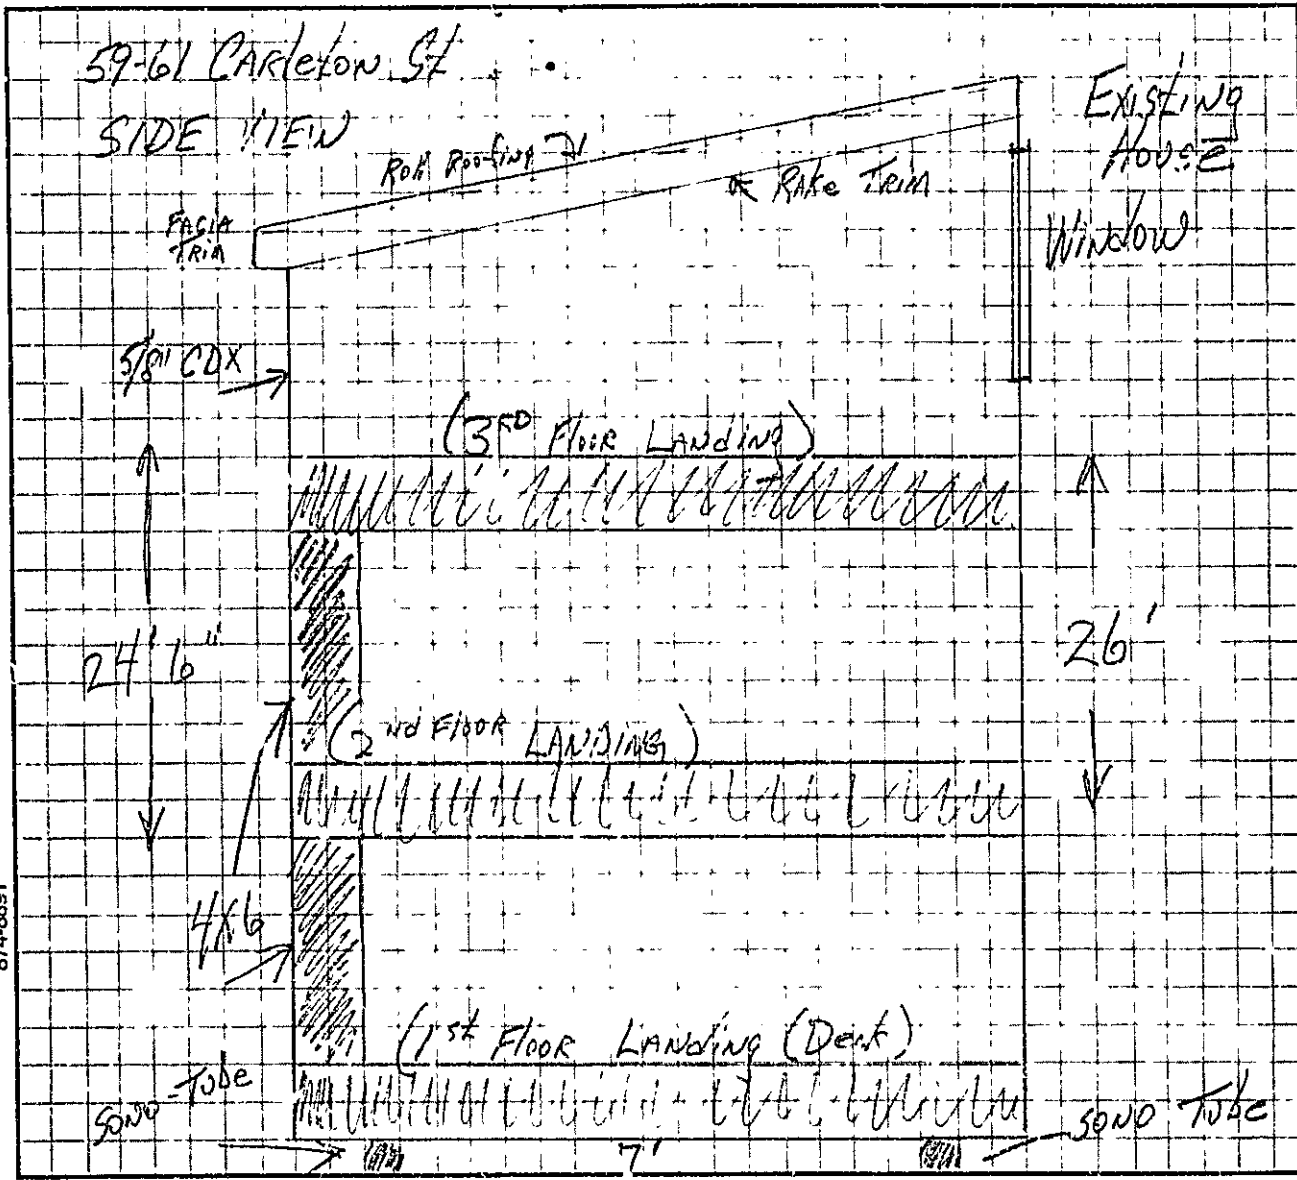 59-61 Carleton St
SIDE VIEW
Existing
House
Window
Roll Roofing
Rake Trim
FACIA
TRIM
5/8" CDX
(3RD Floor Landing)
24' 6"
26'
(2nd Floor LANDING)
4X6
(1st Floor Landing (Deck)
Sono-Tube
7'
Sono Tube